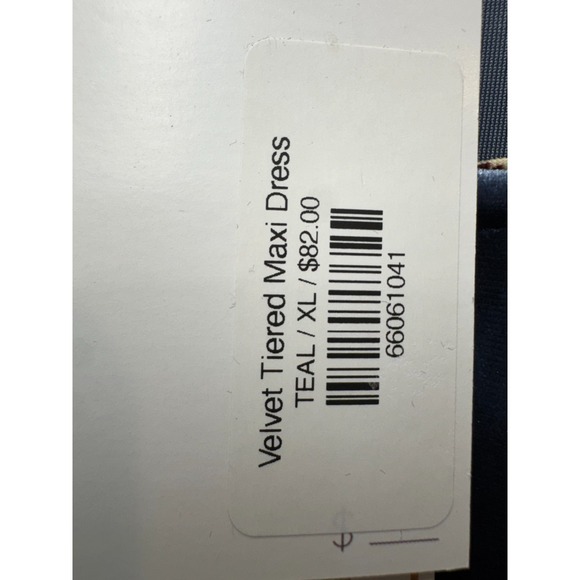 Velvet Tiered Maxi Dress
TEAL / XL / $82.00
66061041